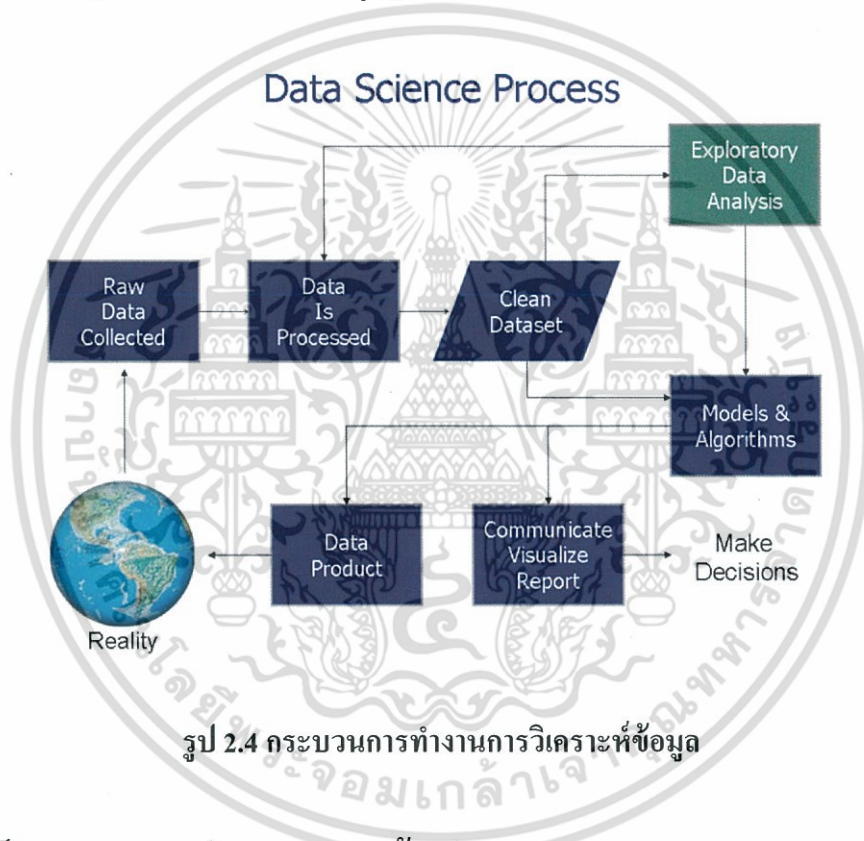 Data Science Process
Exploratory
Data
Analysis
Raw
Data
Collected
Data
Is
Processed
Clean
Dataset
Models &
Algorithms
Data
Product
Communicate
Visualize
Report
Make
Decisions
Reality
รูป 2.4 กระบวนการทำงานการวิเคราะห์ข้อมูล